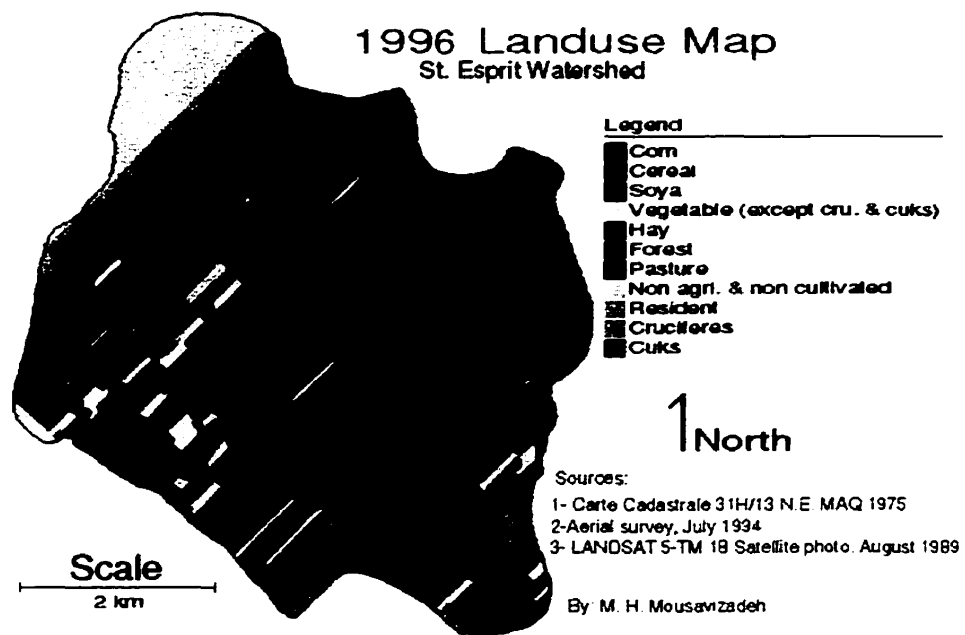 1996 Landuse Map
St. Esprit Watershed
Legend
Corn
Cereal
Soya
Vegetable (except cru. & cuks)
Hay
Forest
Pasture
Non agri. & non cultivated
Resident
Cruciferes
Cuks
North
Sources:
1- Carte Cadastrale 31H/13 N.E. MAQ 1975
2-Aerial survey, July 1994
3- LANDSAT 5-TM 18 Satellite photo. August 1989
Scale
2 km
By: M. H. Mousavizadeh